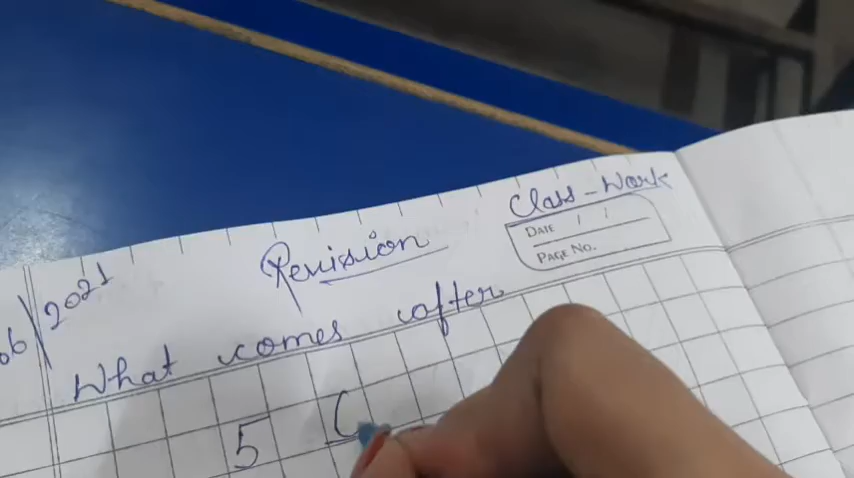 Class-Work
DATE / /
PAGE NO.
Revision
06/2021
What comes after
5